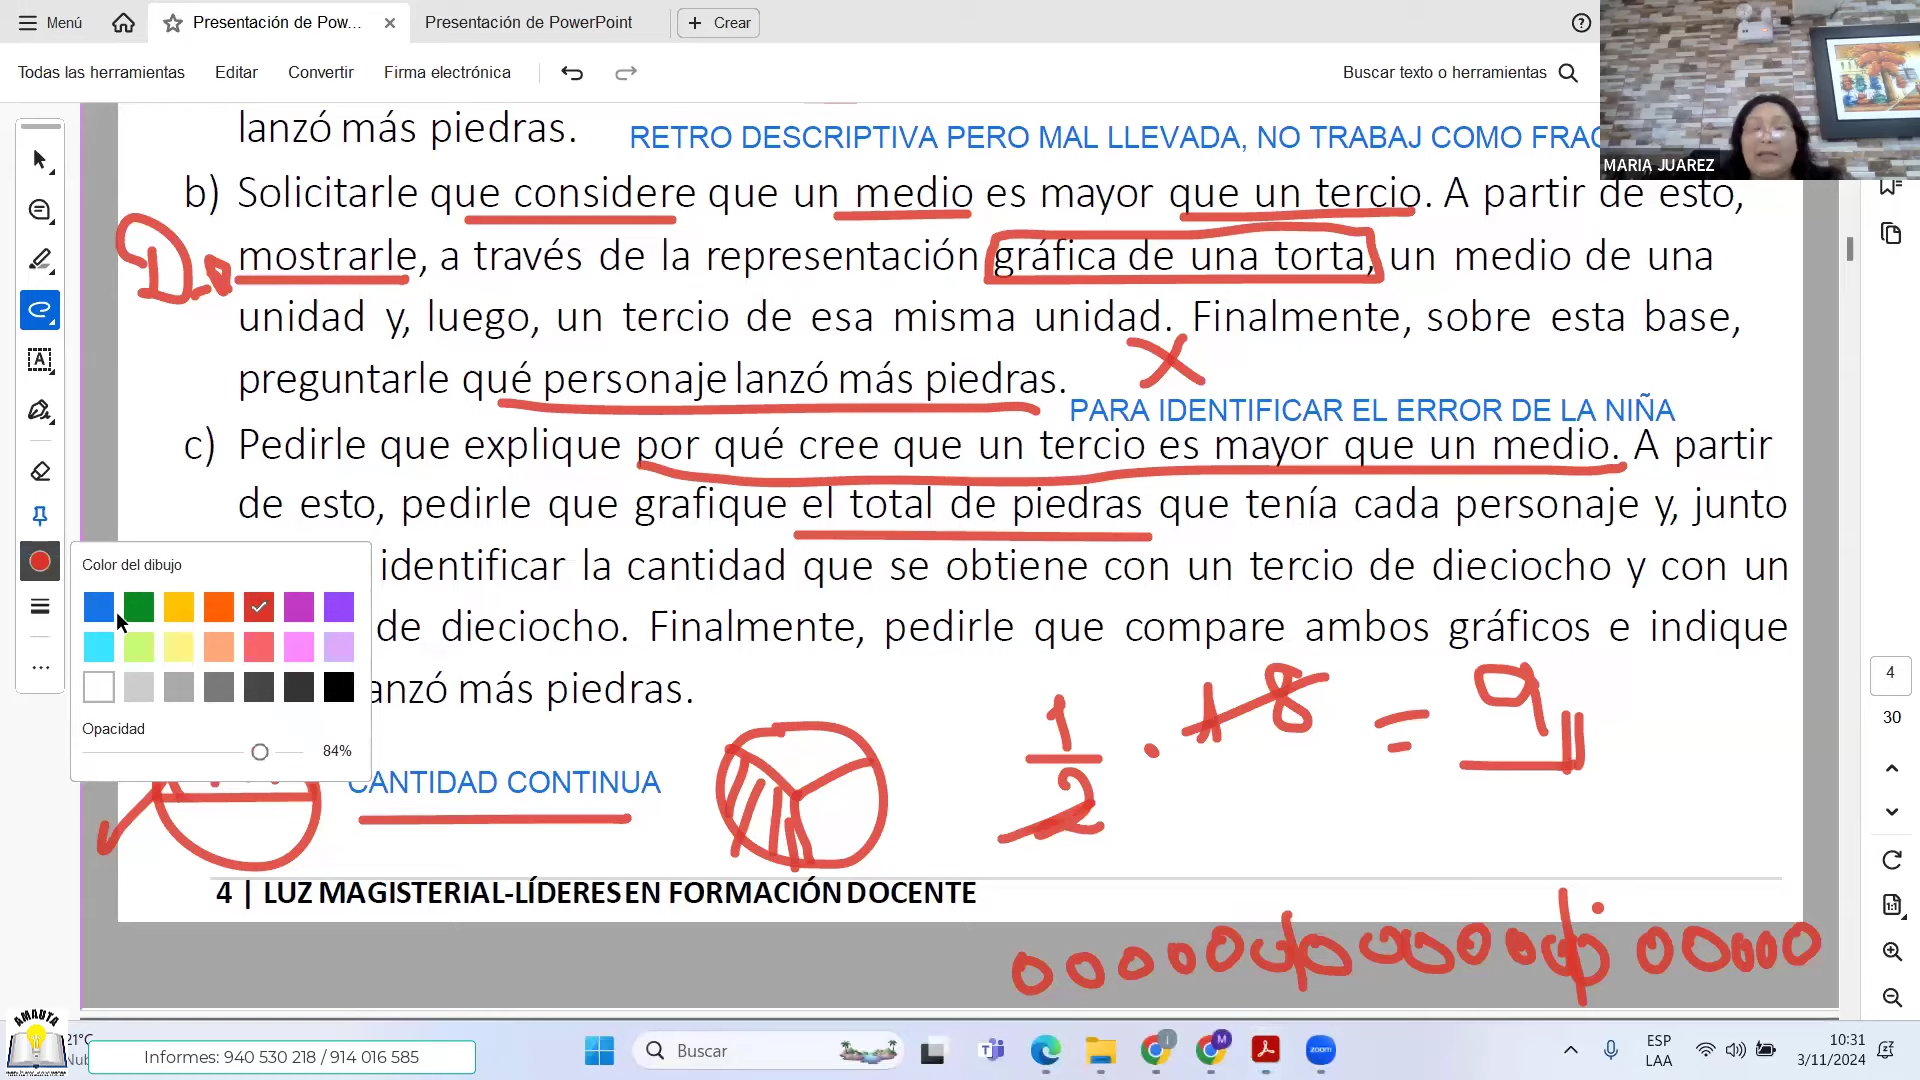 Menú
Presentación de Pow...
Presentación de PowerPoint
Crear
Todas las herramientas
Editar
Convertir
Firma electrónica
Buscar texto o herramientas
MARIA JUAREZ
lanzó más piedras.
RETRO DESCRIPTIVA PERO MAL LLEVADA, NO TRABAJ COMO FRAC
b) Solicitarle que considere que un medio es mayor que un tercio. A partir de esto,
mostrarle, a través de la representación gráfica de una torta, un medio de una
unidad y, luego, un tercio de esa misma unidad. Finalmente, sobre esta base,
preguntarle qué personaje lanzó más piedras.
D
X
PARA IDENTIFICAR EL ERROR DE LA NIÑA
c) Pedirle que explique por qué cree que un tercio es mayor que un medio. A partir
de esto, pedirle que grafique el total de piedras que tenía cada personaje y, junto
identificar la cantidad que se obtiene con un tercio de dieciocho y con un
de dieciocho. Finalmente, pedirle que compare ambos gráficos e indique
anzó más piedras.
Color del dibujo
Opacidad
84%
1/2 . 18 = 9
CANTIDAD CONTINUA
4 | LUZ MAGISTERIAL-LÍDERES EN FORMACIÓN DOCENTE
4
30
1:1
AMAUTA
21°C
Nub
Informes: 940 530 218 / 914 016 585
Buscar
zoom
ESP
LAA
10:31
3/11/2024